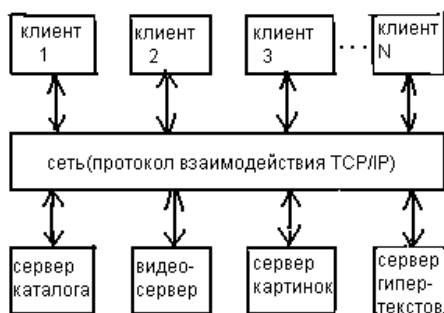 клиент
1
клиент
2
клиент
3
...
клиент
N
сеть(протокол взаимодействия TCP/IP)
сервер
каталога
видео-
сервер
сервер
картинок
сервер
гипер-
текстов